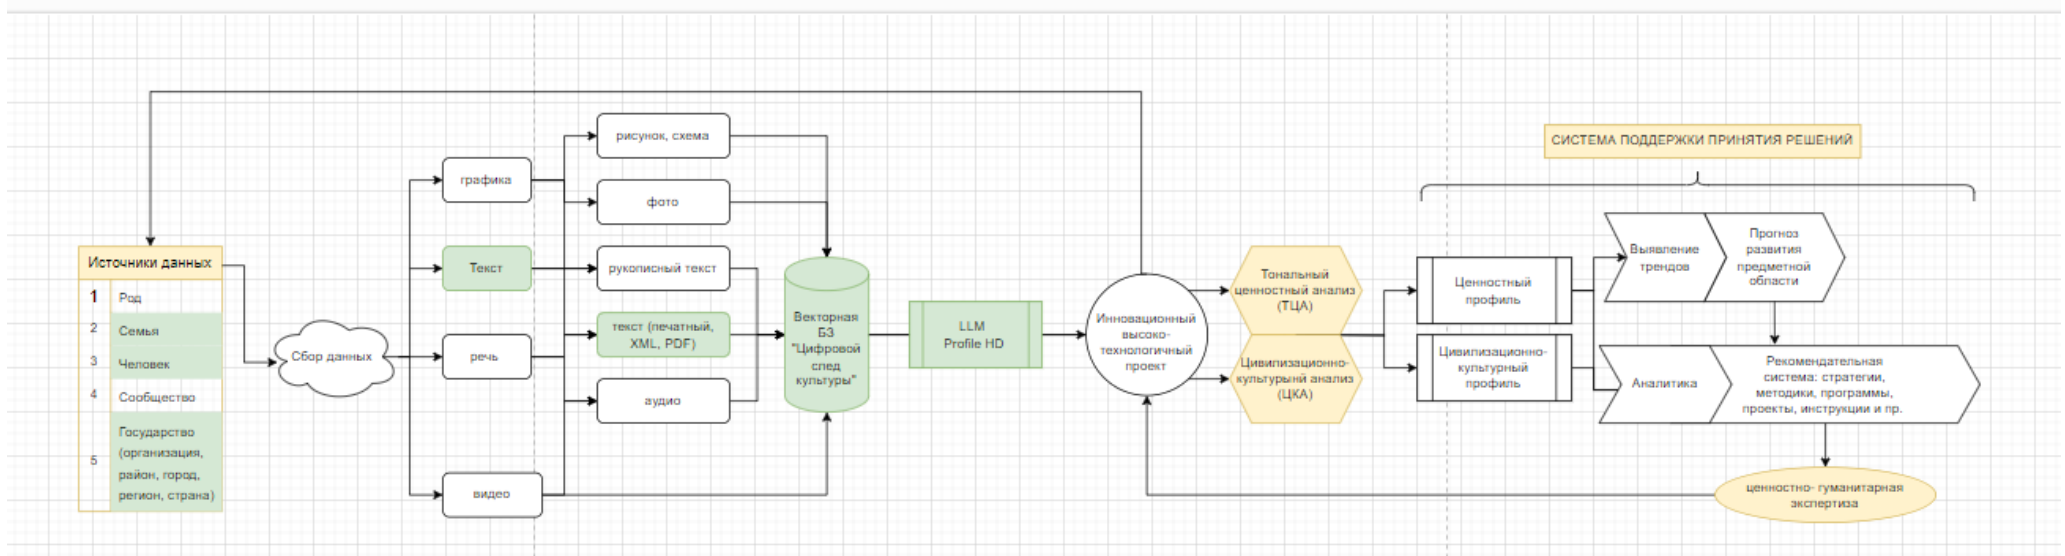 Источники данных
1
Род
2
Семья
3
Человек
4
Сообщество
5
Государство
(организация,
район, город,
регион, страна)
Сбор данных
графика
Текст
речь
видео
рисунок, схема
фото
рукописный текст
текст (печатный,
XML, PDF)
аудио
Векторная
БЗ
"Цифровой
след
культуры"
LLM
Profile HD
Инновационный
высоко-
технологичный
проект
Тональный
ценностный анализ
(ТЦА)
Цивилизационно-
культурынй анализ
(ЦКА)
СИСТЕМА ПОДДЕРЖКИ ПРИНЯТИЯ РЕШЕНИЙ
Ценностный
профиль
Цивилизационно-
культурный
профиль
Выявление
трендов
Прогноз
развития
предметной
области
Аналитика
Рекомендательная
система: стратегии,
методики, программы,
проекты, инструкции и пр.
ценностно- гуманитарная
экспертиза